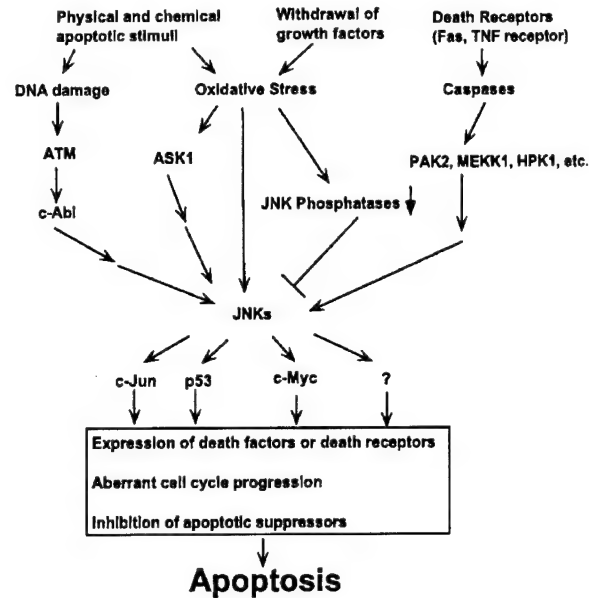 Physical and chemical
apoptotic stimuli
Withdrawal of
growth factors
Death Receptors
(Fas, TNF receptor)
DNA damage
Oxidative Stress
Caspases
ATM
ASK1
PAK2, MEKK1, HPK1, etc.
c-Abl
JNK Phosphatases
JNKs
c-Jun
p53
c-Myc
?
Expression of death factors or death receptors
Aberrant cell cycle progression
Inhibition of apoptotic suppressors
Apoptosis